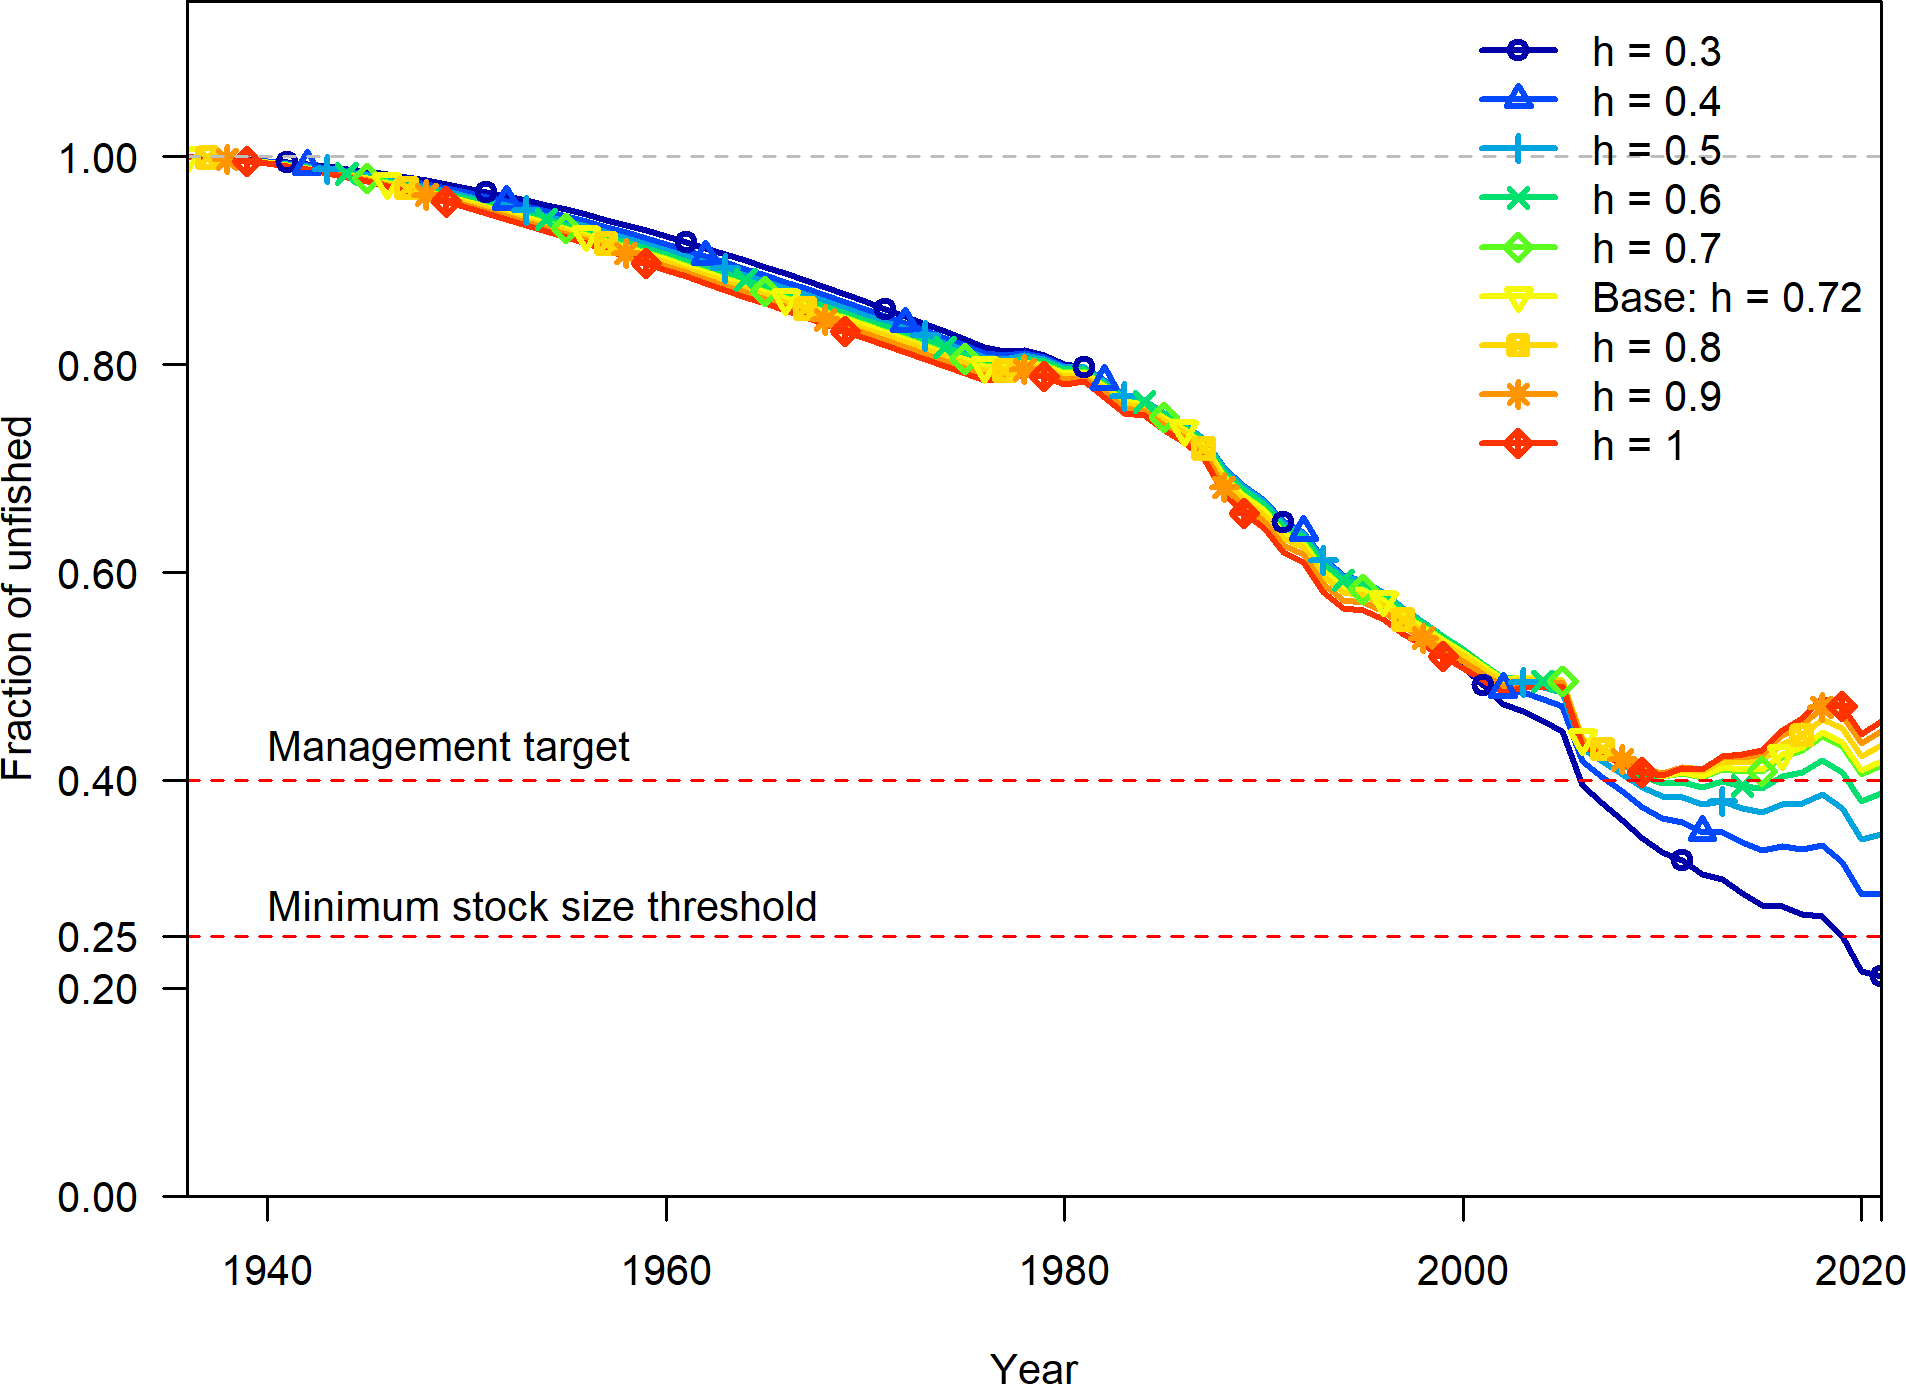 h = 0.3
h = 0.4
h = 0.5
h = 0.6
h = 0.7
Base: h = 0.72
h = 0.8
h = 0.9
h = 1
Fraction of unfished
1.00
0.80
0.60
0.40
0.25
0.20
0.00
Management target
Minimum stock size threshold
1940 1960 1980 2000 2020
Year